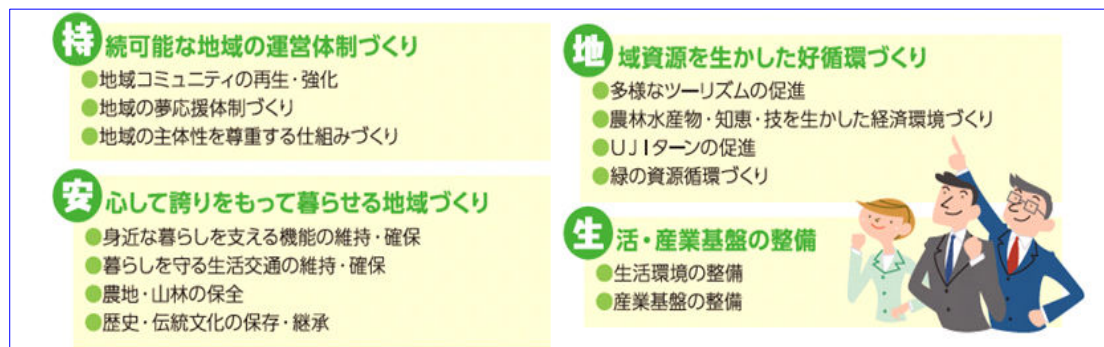 持続可能な地域の運営体制づくり
●地域コミュニティの再生・強化
●地域の夢応援体制づくり
●地域の主体性を尊重する仕組みづくり
安心して誇りをもって暮らせる地域づくり
●身近な暮らしを支える機能の維持・確保
●暮らしを守る生活交通の維持・確保
●農地・山林の保全
●歴史・伝統文化の保存・継承
地域資源を生かした好循環づくり
●多様なツーリズムの促進
●農林水産物・知恵・技を生かした経済環境づくり
●UJIターンの促進
●緑の資源循環づくり
生活・産業基盤の整備
●生活環境の整備
●産業基盤の整備